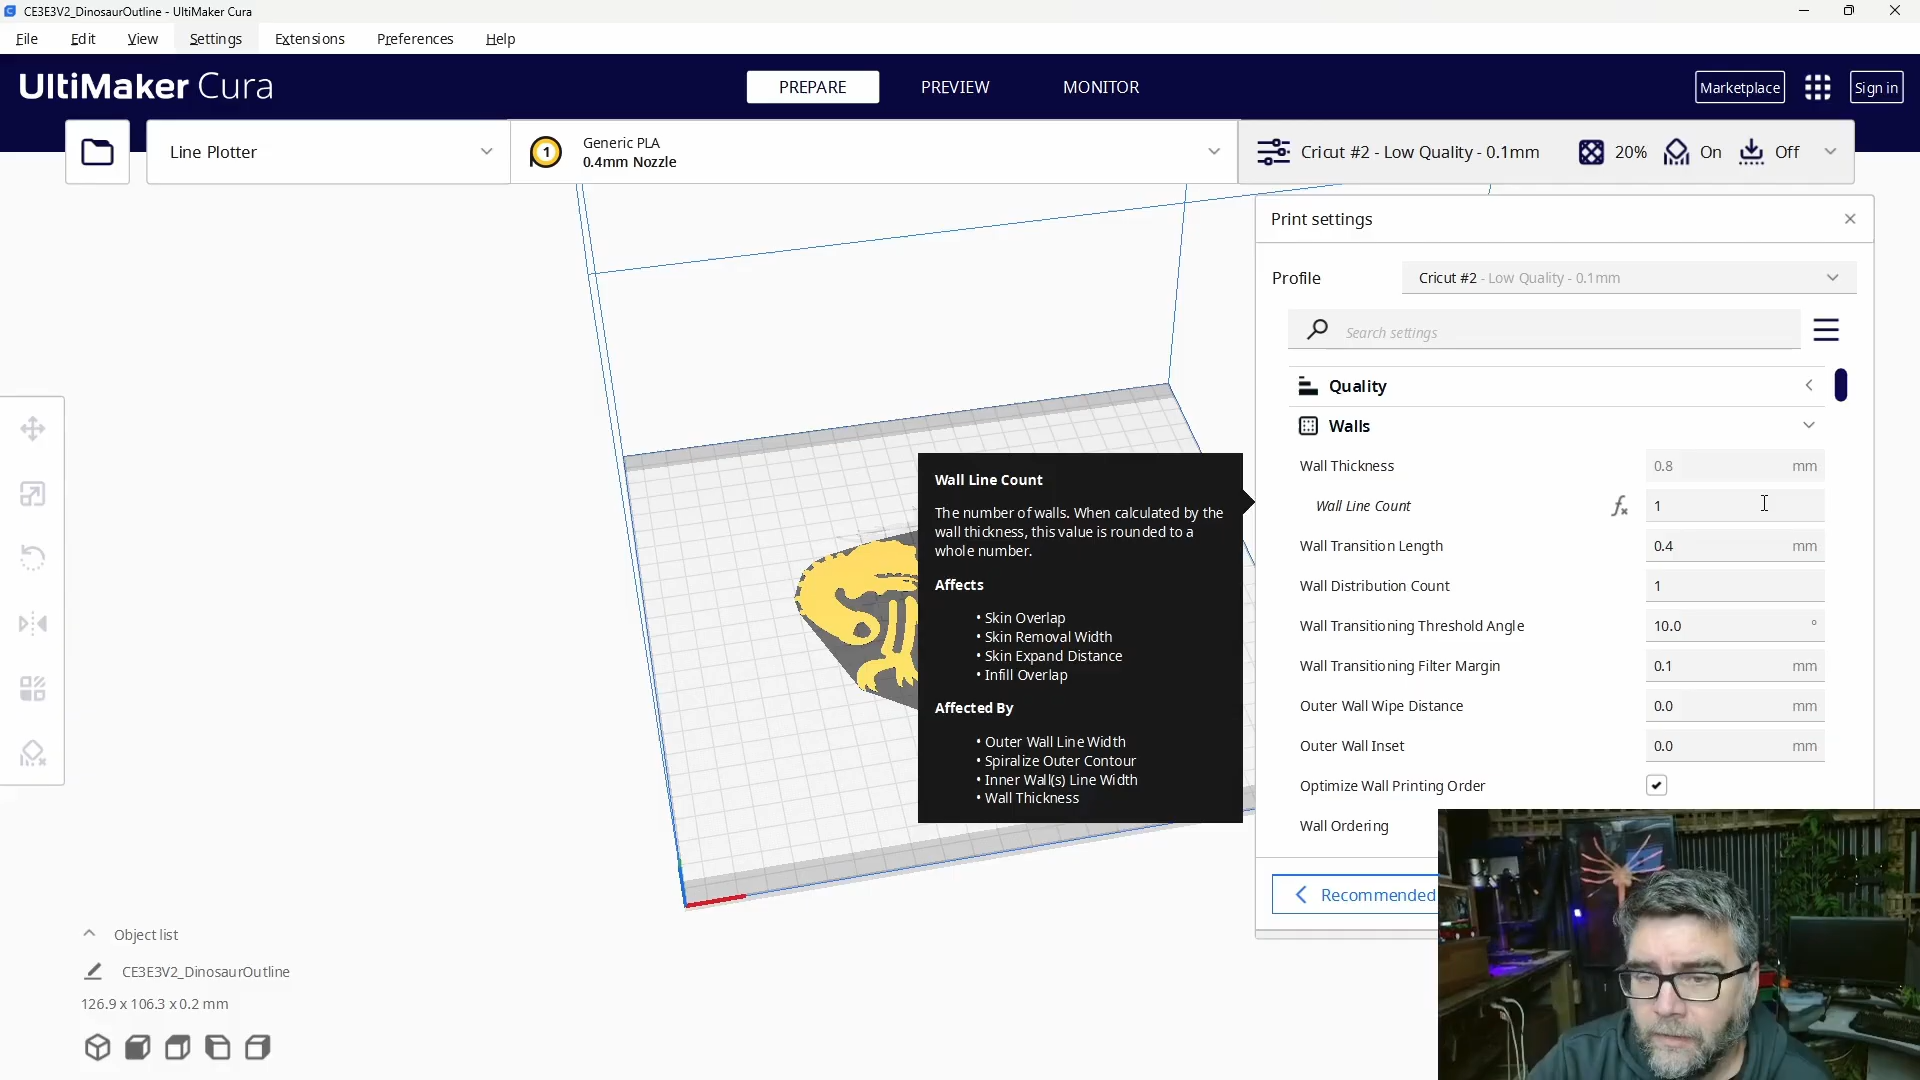 CE3E3V2_DinosaurOutline - UltiMaker Cura
File Edit View Settings Extensions Preferences Help
UltiMaker Cura
PREPARE PREVIEW MONITOR
Marketplace
Sign in
Line Plotter
1
Generic PLA
0.4mm Nozzle
Cricut #2 - Low Quality - 0.1mm
20%
On
Off
Print settings
Profile
Cricut #2 - Low Quality - 0.1mm
Search settings
Quality
Walls
Wall Thickness 0.8 mm
Wall Line Count fx 1
Wall Transition Length 0.4 mm
Wall Distribution Count 1
Wall Transitioning Threshold Angle 10.0 °
Wall Transitioning Filter Margin 0.1 mm
Outer Wall Wipe Distance 0.0 mm
Outer Wall Inset 0.0 mm
Optimize Wall Printing Order
Wall Ordering
Recommended
Wall Line Count
The number of walls. When calculated by the
wall thickness, this value is rounded to a
whole number.
Affects
• Skin Overlap
• Skin Removal Width
• Skin Expand Distance
• Infill Overlap
Affected By
• Outer Wall Line Width
• Spiralize Outer Contour
• Inner Wall(s) Line Width
• Wall Thickness
Object list
CE3E3V2_DinosaurOutline
126.9 x 106.3 x 0.2 mm